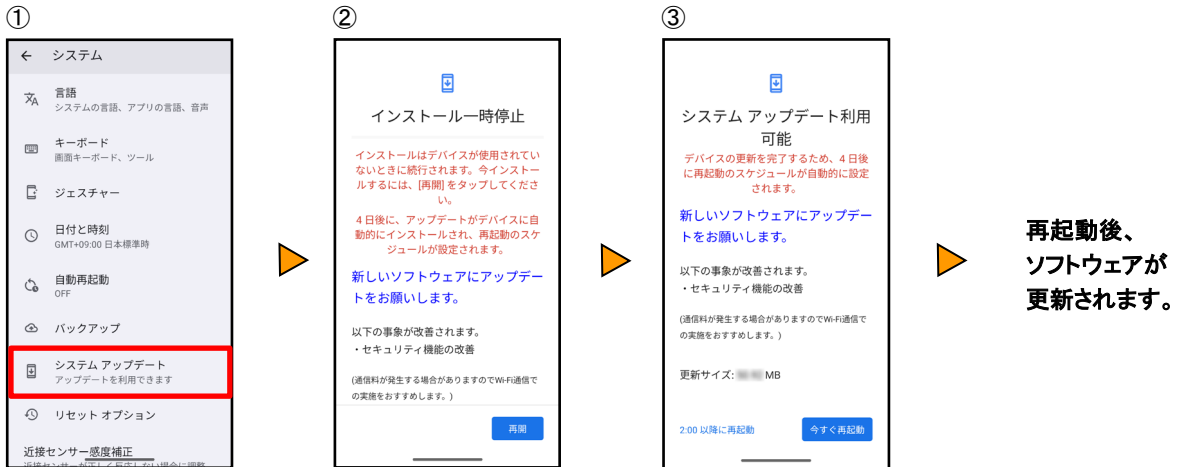 ①
← システム
言語
システムの言語、アプリの言語、音声
キーボード
画面キーボード、ツール
ジェスチャー
日付と時刻
GMT+09:00 日本標準時
自動再起動
OFF
バックアップ
システム アップデート
アップデートを利用できます
リセット オプション
近接センサー感度補正
近接センサーが正しく反応しない場合に調整
②
インストール一時停止
インストールはデバイスが使用されてい
ないときに続行されます。今インストー
ルするには、[再開] をタップしてくださ
い。
4 日後に、アップデートがデバイスに自
動的にインストールされ、再起動のスケ
ジュールが設定されます。
新しいソフトウェアにアップデー
トをお願いします。
以下の事象が改善されます。
・セキュリティ機能の改善
(通信料が発生する場合がありますのでWi-Fi通信で
の実施をおすすめします。)
再開
③
システム アップデート利用
可能
デバイスの更新を完了するため、4 日後
に再起動のスケジュールが自動的に設定
されます。
新しいソフトウェアにアップデー
トをお願いします。
以下の事象が改善されます。
・セキュリティ機能の改善
(通信料が発生する場合がありますのでWi-Fi通信で
の実施をおすすめします。)
更新サイズ: MB
2:00 以降に再起動
今すぐ再起動
再起動後、
ソフトウェアが
更新されます。